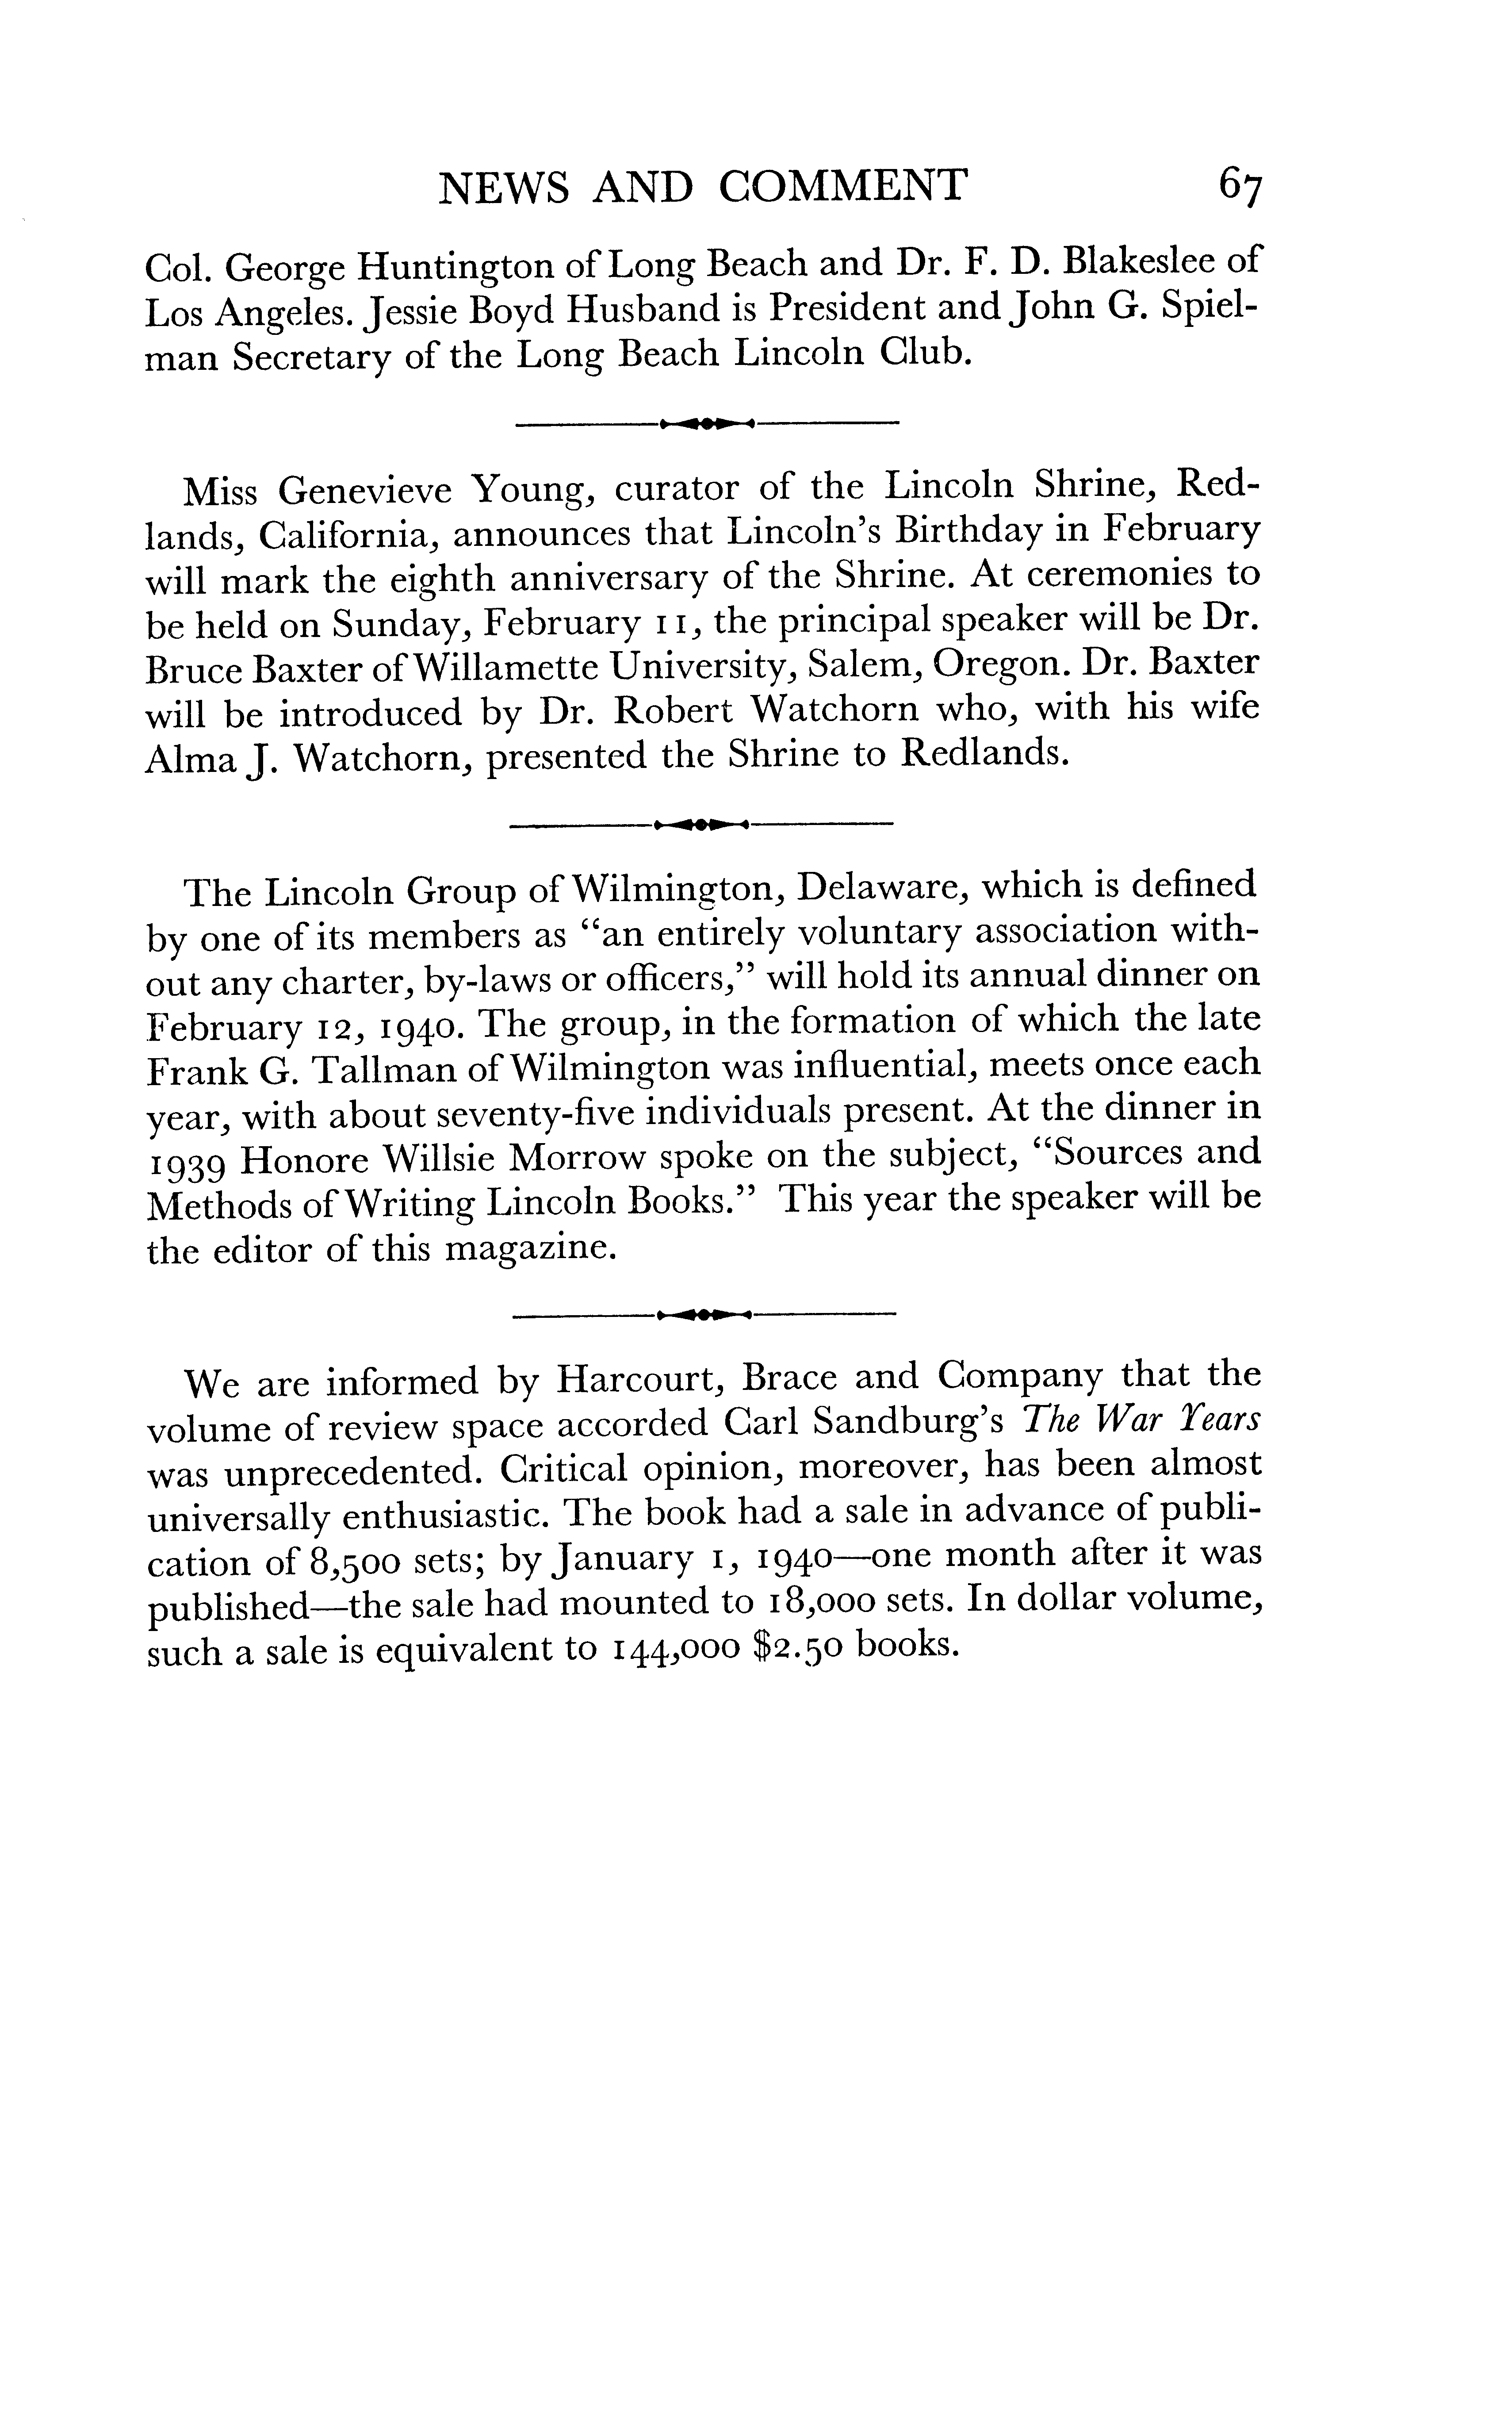 NEWS AND COMMENT 67
Col. George Huntington of Long Beach and Dr. F. D. Blakeslee of
Los Angeles. Jessie Boyd Husband is President and John G. Spiel-
man Secretary of the Long Beach Lincoln Club.
Miss Genevieve Young, curator of the Lincoln Shrine, Red-
lands, California, announces that Lincoln's Birthday in February
will mark the eighth anniversary of the Shrine. At ceremonies to
be held on Sunday, February 11, the principal speaker will be Dr.
Bruce Baxter of Willamette University, Salem, Oregon. Dr. Baxter
will be introduced by Dr. Robert Watchorn who, with his wife
Alma J. Watchorn, presented the Shrine to Redlands.
The Lincoln Group of Wilmington, Delaware, which is defined
by one of its members as “an entirely voluntary association with-
out any charter, by-laws or officers,” will hold its annual dinner on
February 12, 1940. The group, in the formation of which the late
Frank G. Tallman of Wilmington was influential, meets once each
year, with about seventy-five individuals present. At the dinner in
1939 Honore Willsie Morrow spoke on the subject, “Sources and
Methods of Writing Lincoln Books.” This year the speaker will be
the editor of this magazine.
We are informed by Harcourt, Brace and Company that the
volume of review space accorded Carl Sandburg's The War Years
was unprecedented. Critical opinion, moreover, has been almost
universally enthusiastic. The book had a sale in advance of publi-
cation of 8,500 sets; by January 1, 1940—one month after it was
published—the sale had mounted to 18,000 sets. In dollar volume,
such a sale is equivalent to 144,000 $2.50 books.